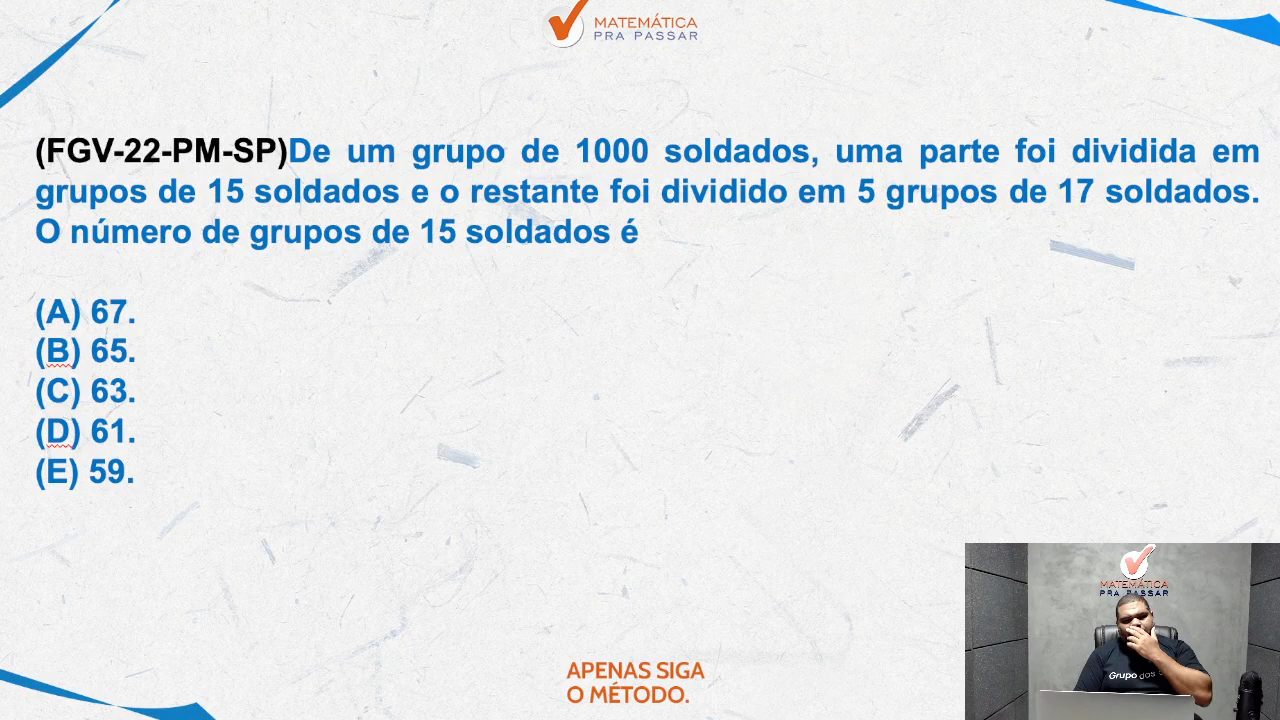 MATEMÁTICA
PRA PASSAR
(FGV-22-PM-SP)De um grupo de 1000 soldados, uma parte foi dividida em
grupos de 15 soldados e o restante foi dividido em 5 grupos de 17 soldados.
O número de grupos de 15 soldados é
(A) 67.
(B) 65.
(C) 63.
(D) 61.
(E) 59.
MATEMÁTICA
PRA PASSAR
Grupo dos
APENAS SIGA
O MÉTODO.